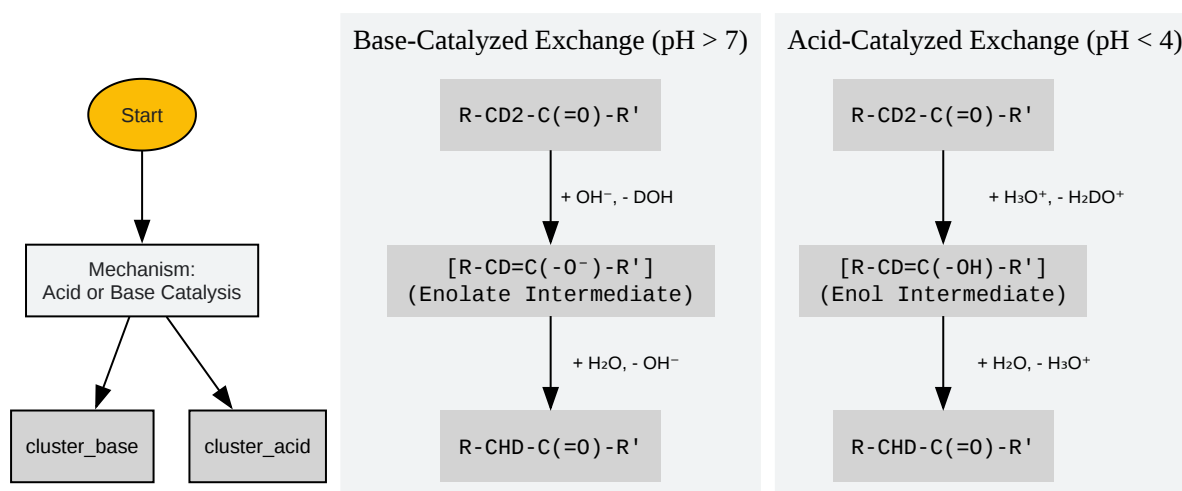 Start
Mechanism:
Acid or Base Catalysis
cluster_base
cluster_acid
Base-Catalyzed Exchange (pH > 7)
R-CD2-C(=O)-R'
+ OH⁻, - DOH
[R-CD=C(-O⁻)-R']
(Enolate Intermediate)
+ H₂O, - OH⁻
R-CHD-C(=O)-R'
Acid-Catalyzed Exchange (pH < 4)
R-CD2-C(=O)-R'
+ H₃O⁺, - H₂DO⁺
[R-CD=C(-OH)-R']
(Enol Intermediate)
+ H₂O, - H₃O⁺
R-CHD-C(=O)-R'